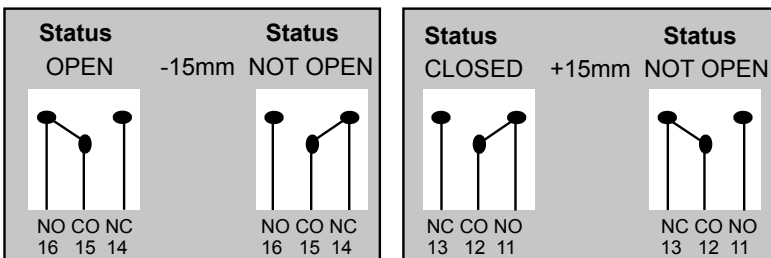 Status Status
OPEN -15mm NOT OPEN
NO CO NC NO CO NC
16 15 14 16 15 14
Status Status
CLOSED +15mm NOT OPEN
NC CO NO NC CO NO
13 12 11 13 12 11